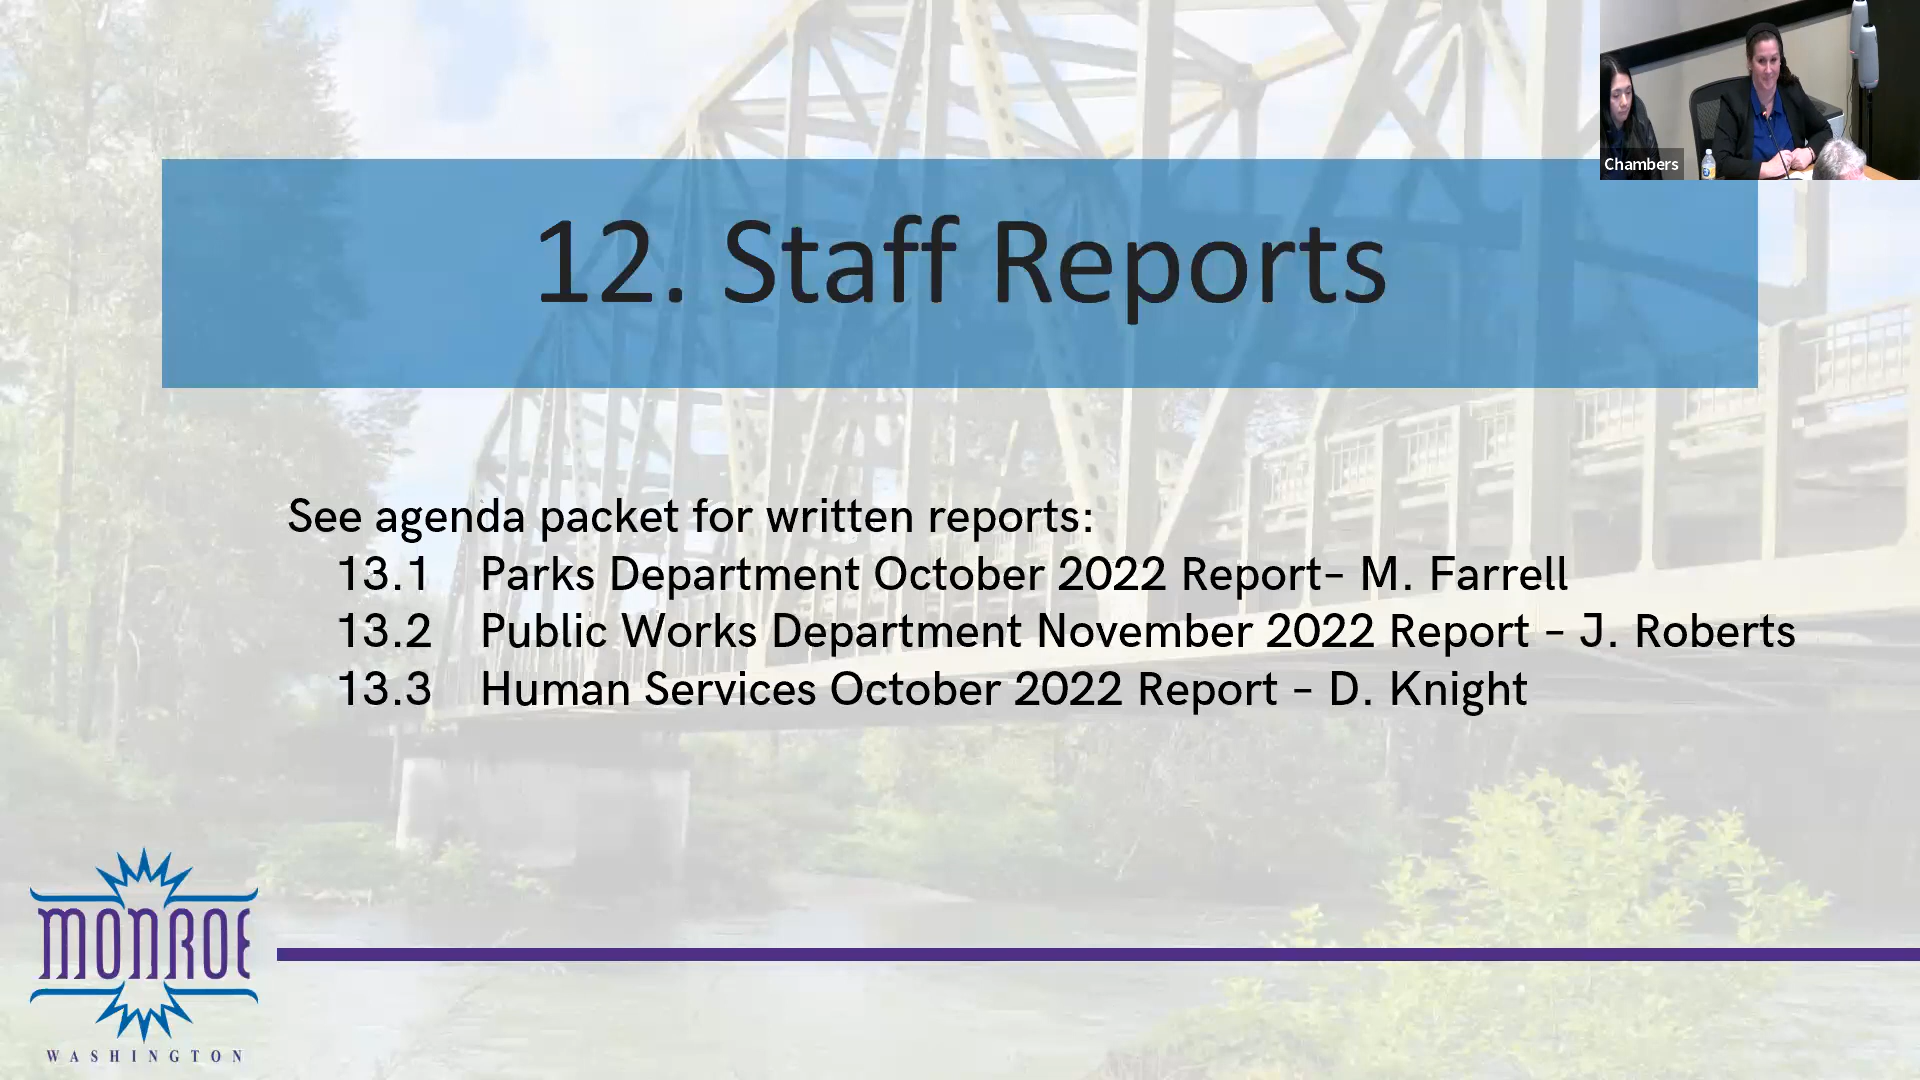 Chambers
12. Staff Reports
See agenda packet for written reports:
13.1 Parks Department October 2022 Report– M. Farrell
13.2 Public Works Department November 2022 Report – J. Roberts
13.3 Human Services October 2022 Report – D. Knight
MONROE
WASHINGTON